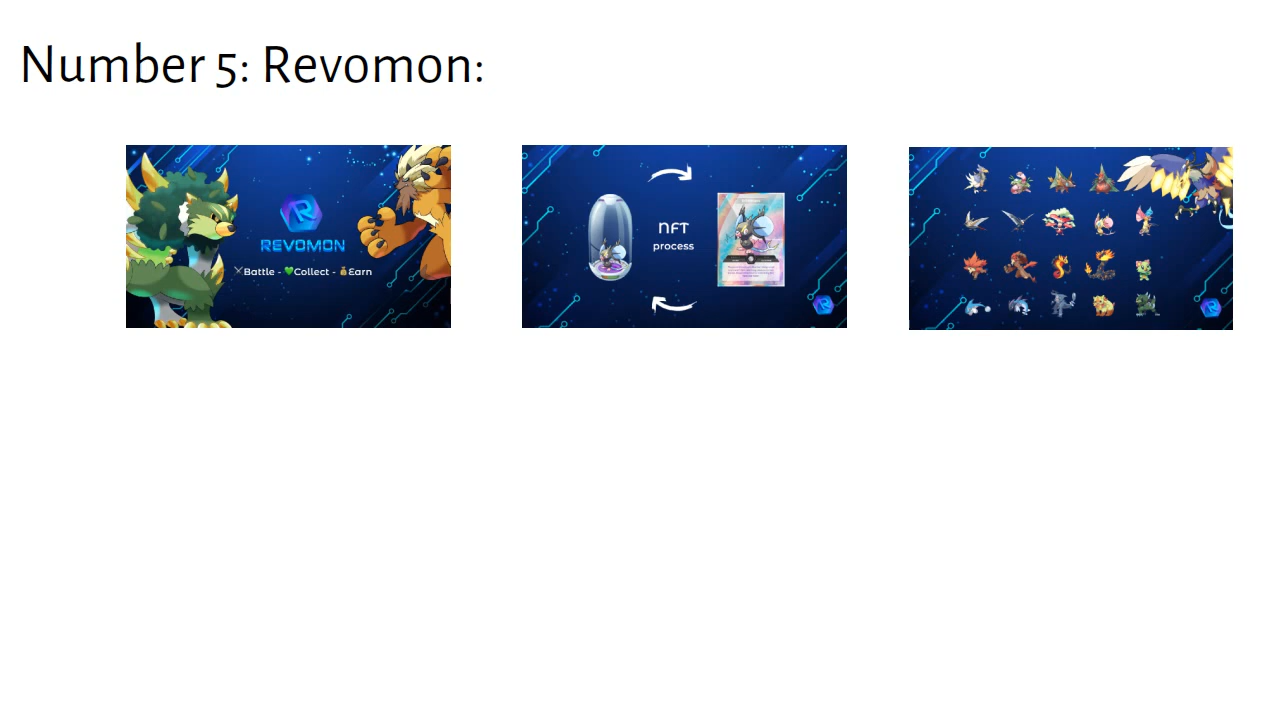 Number 5: Revomon:
REVOMON
⚔Battle - 💚Collect - 💰Earn
NFT
process